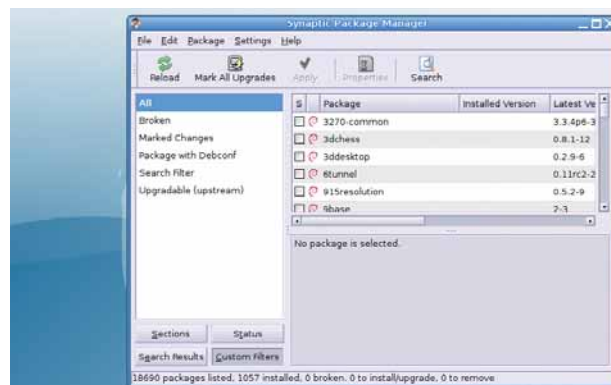 Synaptic Package Manager
File Edit Package Settings Help
Reload Mark All Upgrades Apply Properties Search
All
Broken
Marked Changes
Package with Debconf
Search Filter
Upgradable (upstream)
S Package Installed Version Latest Ve
3270-common 3.3.4p6-3
3dchess 0.8.1-12
3ddesktop 0.2.9-6
6tunnel 0.11rc2-2
915resolution 0.5.2-9
9base 2-3
No package is selected.
Sections Status
Search Results Custom Filters
18690 packages listed, 1057 installed, 0 broken. 0 to install/upgrade, 0 to remove